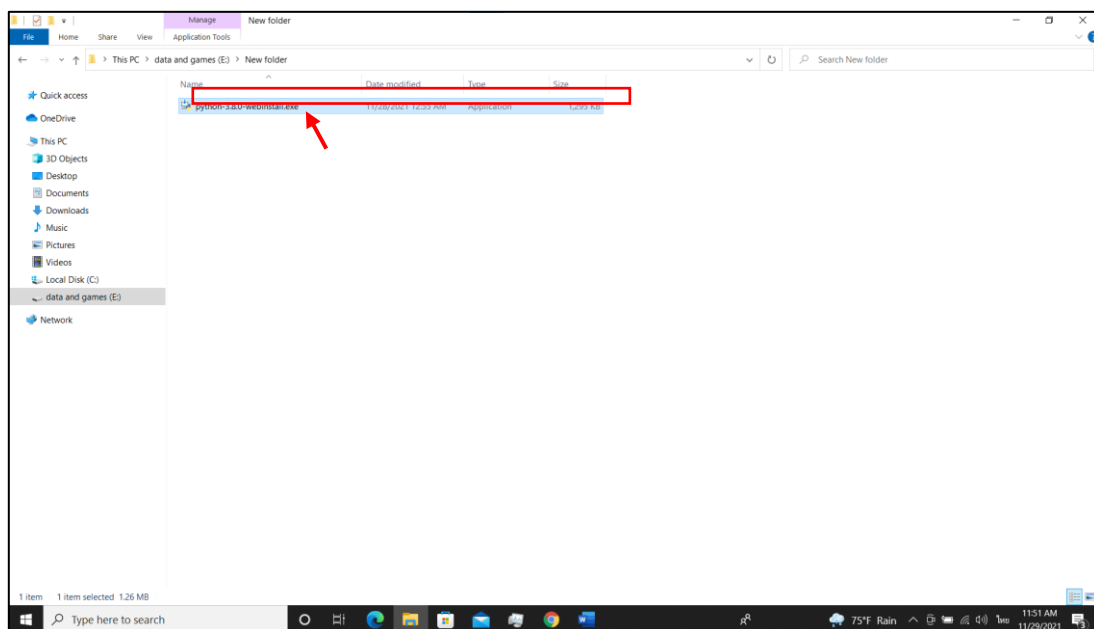 Manage New folder
File Home Share View Application Tools
This PC > data and games (E:) > New folder
Search New folder
Name Date modified Type Size
python-3.8.0-webinstall.exe 11/28/2021 12:53 AM Application 1,295 KB
Quick access
OneDrive
This PC
3D Objects
Desktop
Documents
Downloads
Music
Pictures
Videos
Local Disk (C:)
data and games (E:)
Network
1 item 1 item selected 1.26 MB
Type here to search
75°F Rain
ไทย
11:51 AM
11/29/2021